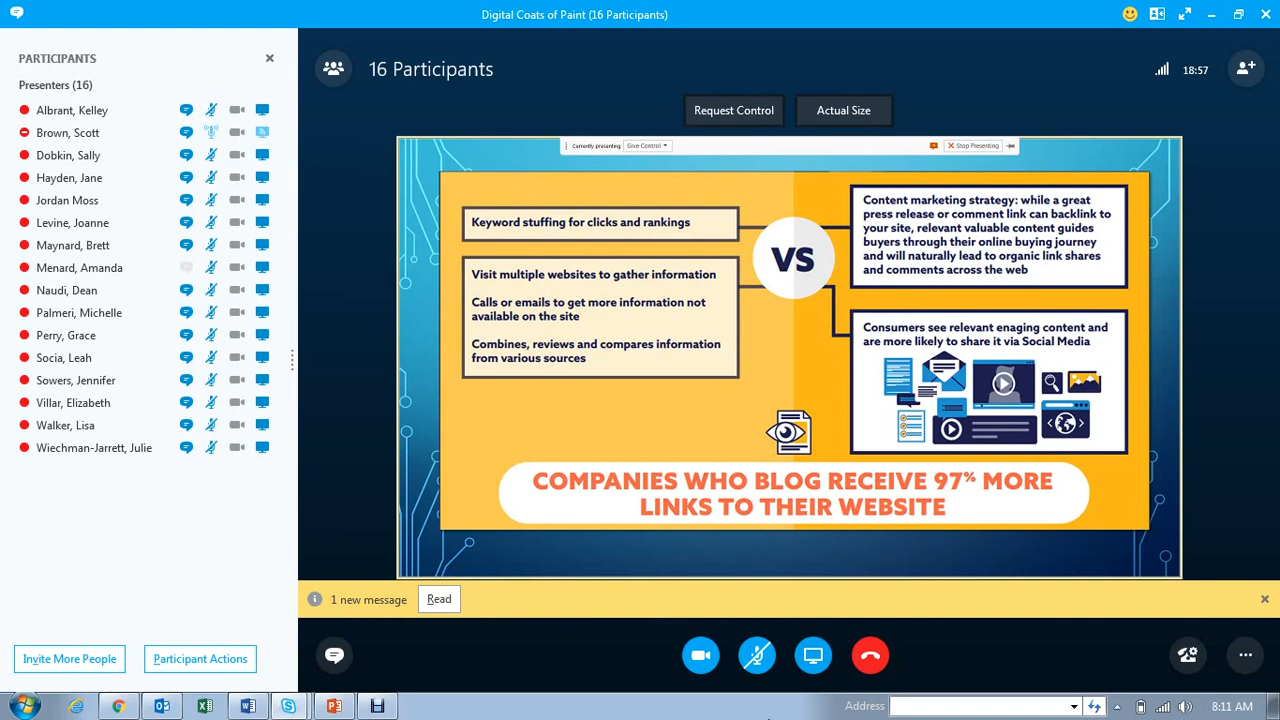 Digital Coats of Paint (16 Participants)
PARTICIPANTS
Presenters (16)
Albrant, Kelley
Brown, Scott
Dobkin, Sally
Hayden, Jane
Jordan Moss
Levine, Joanne
Maynard, Brett
Menard, Amanda
Naudi, Dean
Palmeri, Michelle
Perry, Grace
Socia, Leah
Sowers, Jennifer
Villar, Elizabeth
Walker, Lisa
Wiechman-Jarrett, Julie
Invite More People
Participant Actions
16 Participants
18:57
Request Control
Actual Size
Currently presenting
Give Control
Stop Presenting
Keyword stuffing for clicks and rankings
Visit multiple websites to gather information
Calls or emails to get more information not
available on the site
Combines, reviews and compares information
from various sources
VS
Content marketing strategy: while a great
press release or comment link can backlink to
your site, relevant valuable content guides
buyers through their online buying journey
and will naturally lead to organic link shares
and comments across the web
Consumers see relevant enaging content and
are more likely to share it via Social Media
COMPANIES WHO BLOG RECEIVE 97% MORE
LINKS TO THEIR WEBSITE
1 new message
Read
Address
8:11 AM